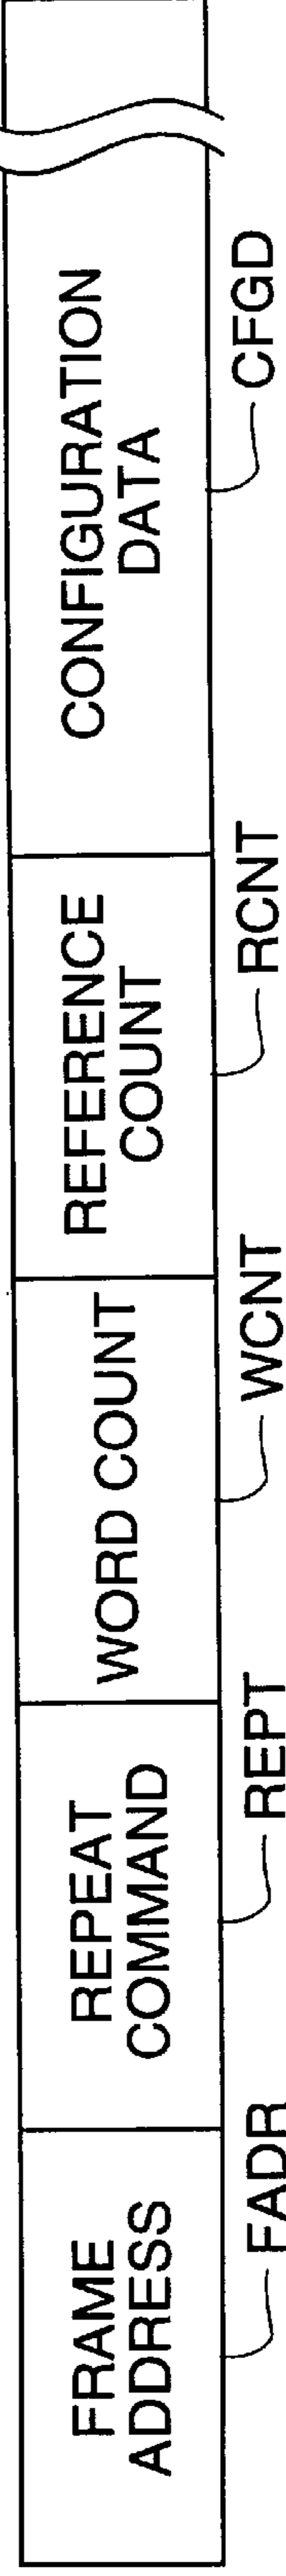 FRAME
ADDRESS
REPEAT
COMMAND
WORD COUNT
REFERENCE
COUNT
CONFIGURATION
DATA
FADR
REPT
WCNT
RCNT
CFGD